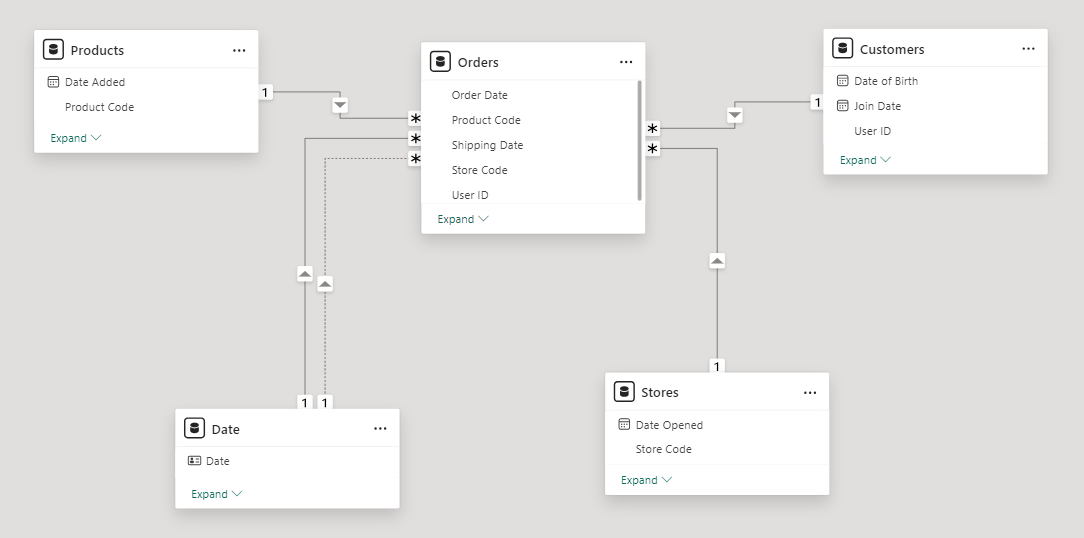 Products
Date Added
Product Code
Expand
1
Orders
Order Date
Product Code
Shipping Date
Store Code
User ID
Expand
*
*
*
*
*
Customers
Date of Birth
Join Date
User ID
Expand
1
Date
Date
Expand
1
1
Stores
Date Opened
Store Code
Expand
1